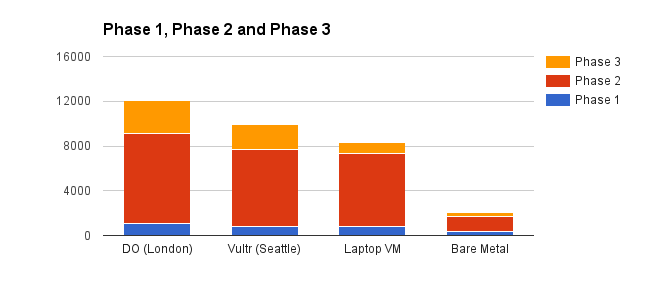 Phase 1, Phase 2 and Phase 3
16000
12000
8000
4000
0
Phase 3
Phase 2
Phase 1
DO (London) Vultr (Seattle) Laptop VM Bare Metal